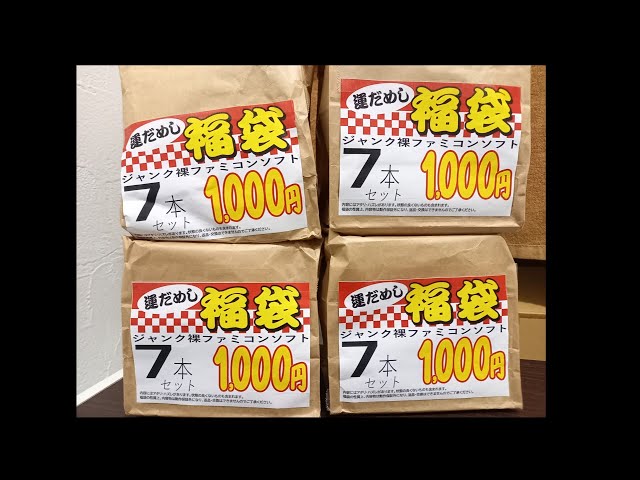 運だめし
福袋
ジャンク裸ファミコンソフト
7本
セット
1,000円
運だめし
福袋
ジャンク裸ファミコンソフト
7本
セット
1,000円
運だめし
福袋
ジャンク裸ファミコンソフト
7本
セット
1,000円
運だめし
福袋
ジャンク裸ファミコンソフト
7本
セット
1,000円